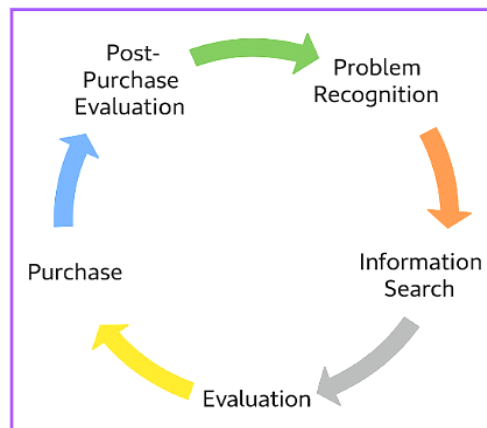 Post-
Purchase
Evaluation
Problem
Recognition
Information
Search
Evaluation
Purchase